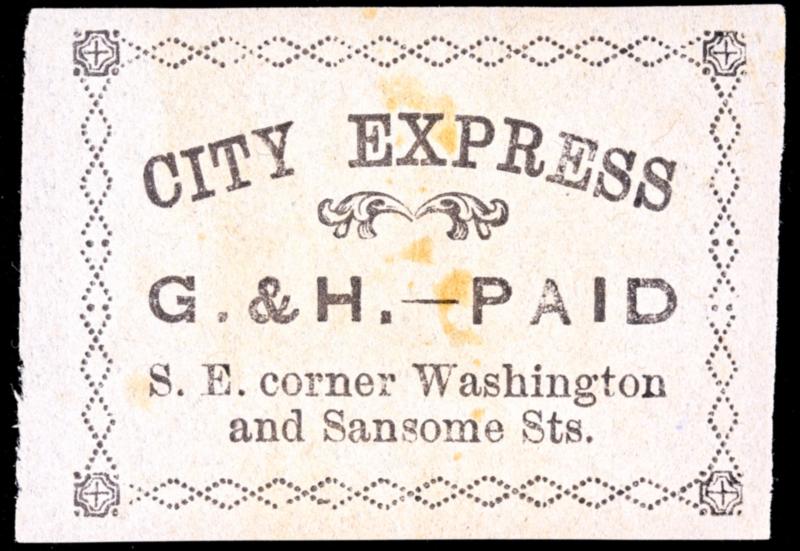 CITY EXPRESS
G. & H.—PAID
S. E. corner Washington
and Sansome Sts.